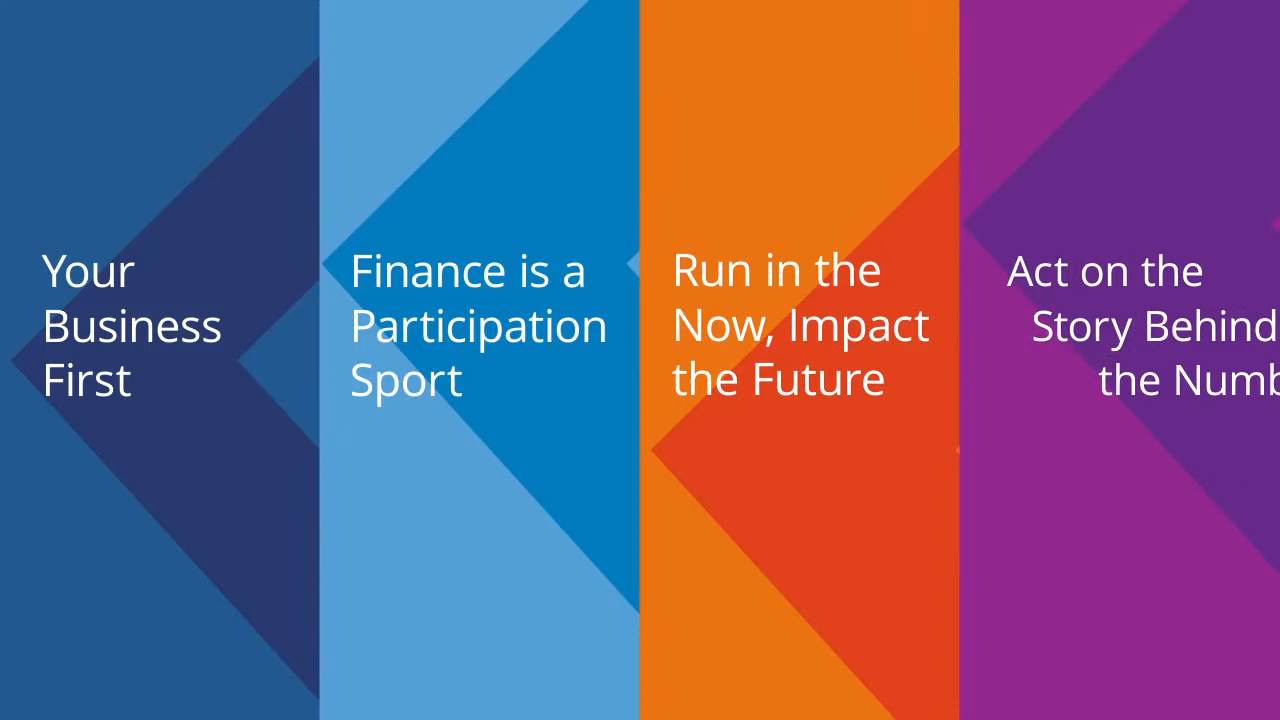 Your
Business
First
Finance is a
Participation
Sport
Run in the
Now, Impact
the Future
Act on the
Story Behind
the